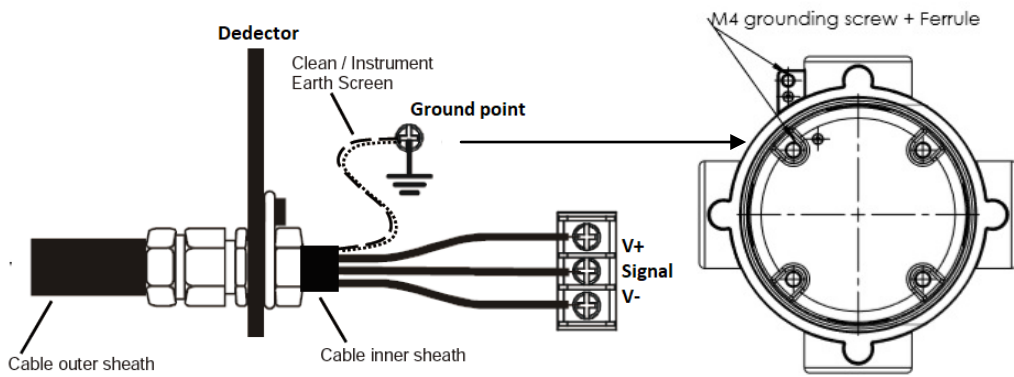 M4 grounding screw + Ferrule
Dedector
Clean / Instrument
Earth Screen
Ground point
V+
Signal
V-
Cable outer sheath
Cable inner sheath